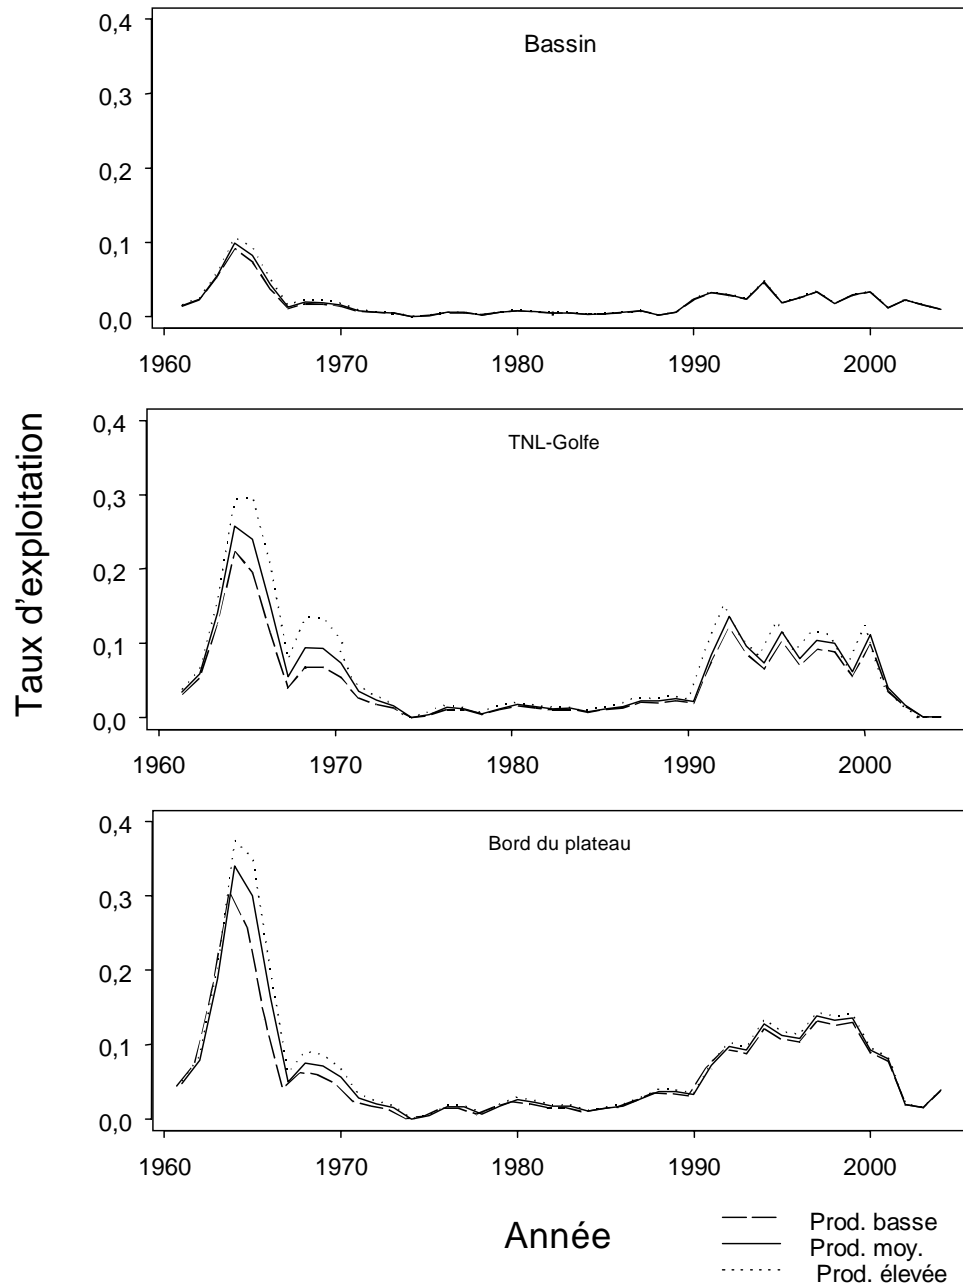 0,4
Bassin
0,3
0,2
0,1
0,0
1960 1970 1980 1990 2000
Taux d'exploitation
0,4
TNL-Golfe
0,3
0,2
0,1
0,0
1960 1970 1980 1990 2000
0,4
Bord du plateau
0,3
0,2
0,1
0,0
1960 1970 1980 1990 2000
Année
Prod. basse
Prod. moy.
Prod. élevée